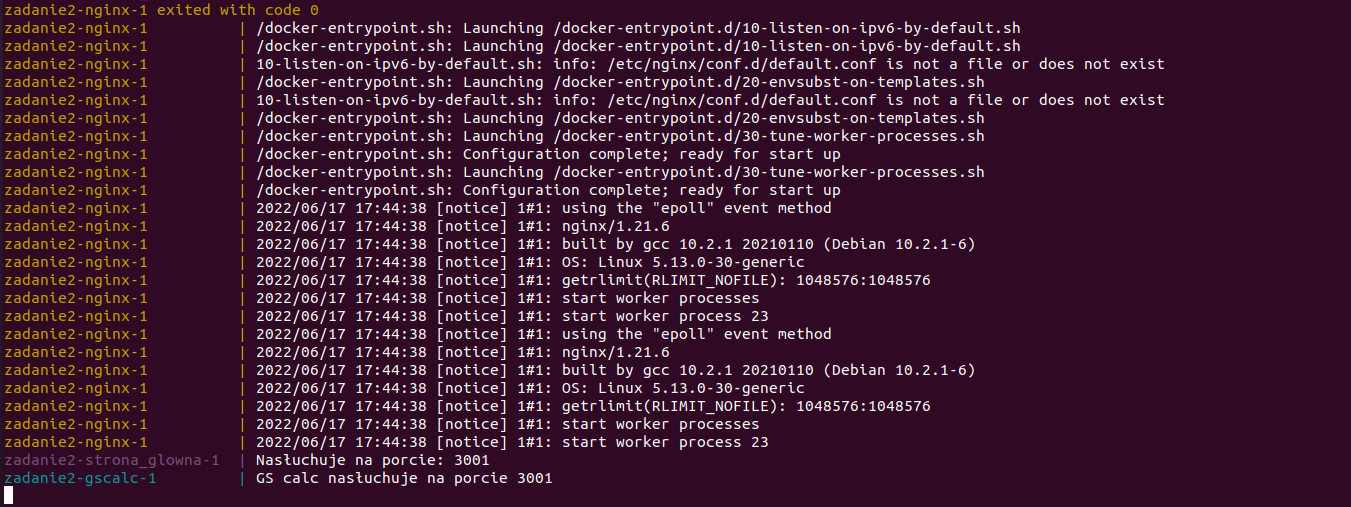 zadanie2-nginx-1 exited with code 0
zadanie2-nginx-1          | /docker-entrypoint.sh: Launching /docker-entrypoint.d/10-listen-on-ipv6-by-default.sh
zadanie2-nginx-1          | /docker-entrypoint.sh: Launching /docker-entrypoint.d/10-listen-on-ipv6-by-default.sh
zadanie2-nginx-1          | 10-listen-on-ipv6-by-default.sh: info: /etc/nginx/conf.d/default.conf is not a file or does not exist
zadanie2-nginx-1          | /docker-entrypoint.sh: Launching /docker-entrypoint.d/20-envsubst-on-templates.sh
zadanie2-nginx-1          | 10-listen-on-ipv6-by-default.sh: info: /etc/nginx/conf.d/default.conf is not a file or does not exist
zadanie2-nginx-1          | /docker-entrypoint.sh: Launching /docker-entrypoint.d/20-envsubst-on-templates.sh
zadanie2-nginx-1          | /docker-entrypoint.sh: Launching /docker-entrypoint.d/30-tune-worker-processes.sh
zadanie2-nginx-1          | /docker-entrypoint.sh: Configuration complete; ready for start up
zadanie2-nginx-1          | /docker-entrypoint.sh: Launching /docker-entrypoint.d/30-tune-worker-processes.sh
zadanie2-nginx-1          | /docker-entrypoint.sh: Configuration complete; ready for start up
zadanie2-nginx-1          | 2022/06/17 17:44:38 [notice] 1#1: using the "epoll" event method
zadanie2-nginx-1          | 2022/06/17 17:44:38 [notice] 1#1: nginx/1.21.6
zadanie2-nginx-1          | 2022/06/17 17:44:38 [notice] 1#1: built by gcc 10.2.1 20210110 (Debian 10.2.1-6)
zadanie2-nginx-1          | 2022/06/17 17:44:38 [notice] 1#1: OS: Linux 5.13.0-30-generic
zadanie2-nginx-1          | 2022/06/17 17:44:38 [notice] 1#1: getrlimit(RLIMIT_NOFILE): 1048576:1048576
zadanie2-nginx-1          | 2022/06/17 17:44:38 [notice] 1#1: start worker processes
zadanie2-nginx-1          | 2022/06/17 17:44:38 [notice] 1#1: start worker process 23
zadanie2-nginx-1          | 2022/06/17 17:44:38 [notice] 1#1: using the "epoll" event method
zadanie2-nginx-1          | 2022/06/17 17:44:38 [notice] 1#1: nginx/1.21.6
zadanie2-nginx-1          | 2022/06/17 17:44:38 [notice] 1#1: built by gcc 10.2.1 20210110 (Debian 10.2.1-6)
zadanie2-nginx-1          | 2022/06/17 17:44:38 [notice] 1#1: OS: Linux 5.13.0-30-generic
zadanie2-nginx-1          | 2022/06/17 17:44:38 [notice] 1#1: getrlimit(RLIMIT_NOFILE): 1048576:1048576
zadanie2-nginx-1          | 2022/06/17 17:44:38 [notice] 1#1: start worker processes
zadanie2-nginx-1          | 2022/06/17 17:44:38 [notice] 1#1: start worker process 23
zadanie2-strona_glowna-1  | Nasłuchuje na porcie: 3001
zadanie2-gscalc-1         | GS calc nasłuchuje na porcie 3001